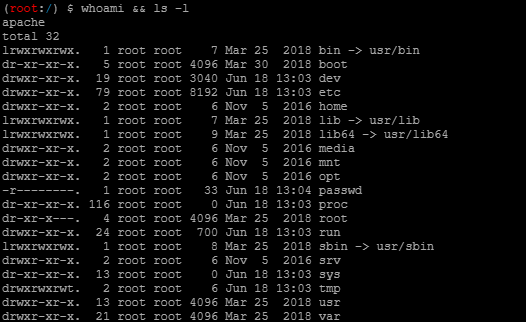 (root:/) $ whoami && ls -l
apache
total 32
lrwxrwxrwx.   1 root root    7 Mar 25  2018 bin -> usr/bin
dr-xr-xr-x.   5 root root 4096 Mar 30  2018 boot
drwxr-xr-x.  19 root root 3040 Jun 18 13:03 dev
drwxr-xr-x.  79 root root 8192 Jun 18 13:03 etc
drwxr-xr-x.   2 root root    6 Nov  5  2016 home
lrwxrwxrwx.   1 root root    7 Mar 25  2018 lib -> usr/lib
lrwxrwxrwx.   1 root root    9 Mar 25  2018 lib64 -> usr/lib64
drwxr-xr-x.   2 root root    6 Nov  5  2016 media
drwxr-xr-x.   2 root root    6 Nov  5  2016 mnt
drwxr-xr-x.   2 root root    6 Nov  5  2016 opt
-r--------.   1 root root   33 Jun 18 13:04 passwd
dr-xr-xr-x. 116 root root    0 Jun 18 13:03 proc
dr-xr-x---.   4 root root 4096 Mar 25  2018 root
drwxr-xr-x.  24 root root  700 Jun 18 13:03 run
lrwxrwxrwx.   1 root root    8 Mar 25  2018 sbin -> usr/sbin
drwxr-xr-x.   2 root root    6 Nov  5  2016 srv
dr-xr-xr-x.  13 root root    0 Jun 18 13:03 sys
drwxrwxrwt.   2 root root    6 Jun 18 13:03 tmp
drwxr-xr-x.  13 root root 4096 Mar 25  2018 usr
drwxr-xr-x.  21 root root 4096 Mar 25  2018 var